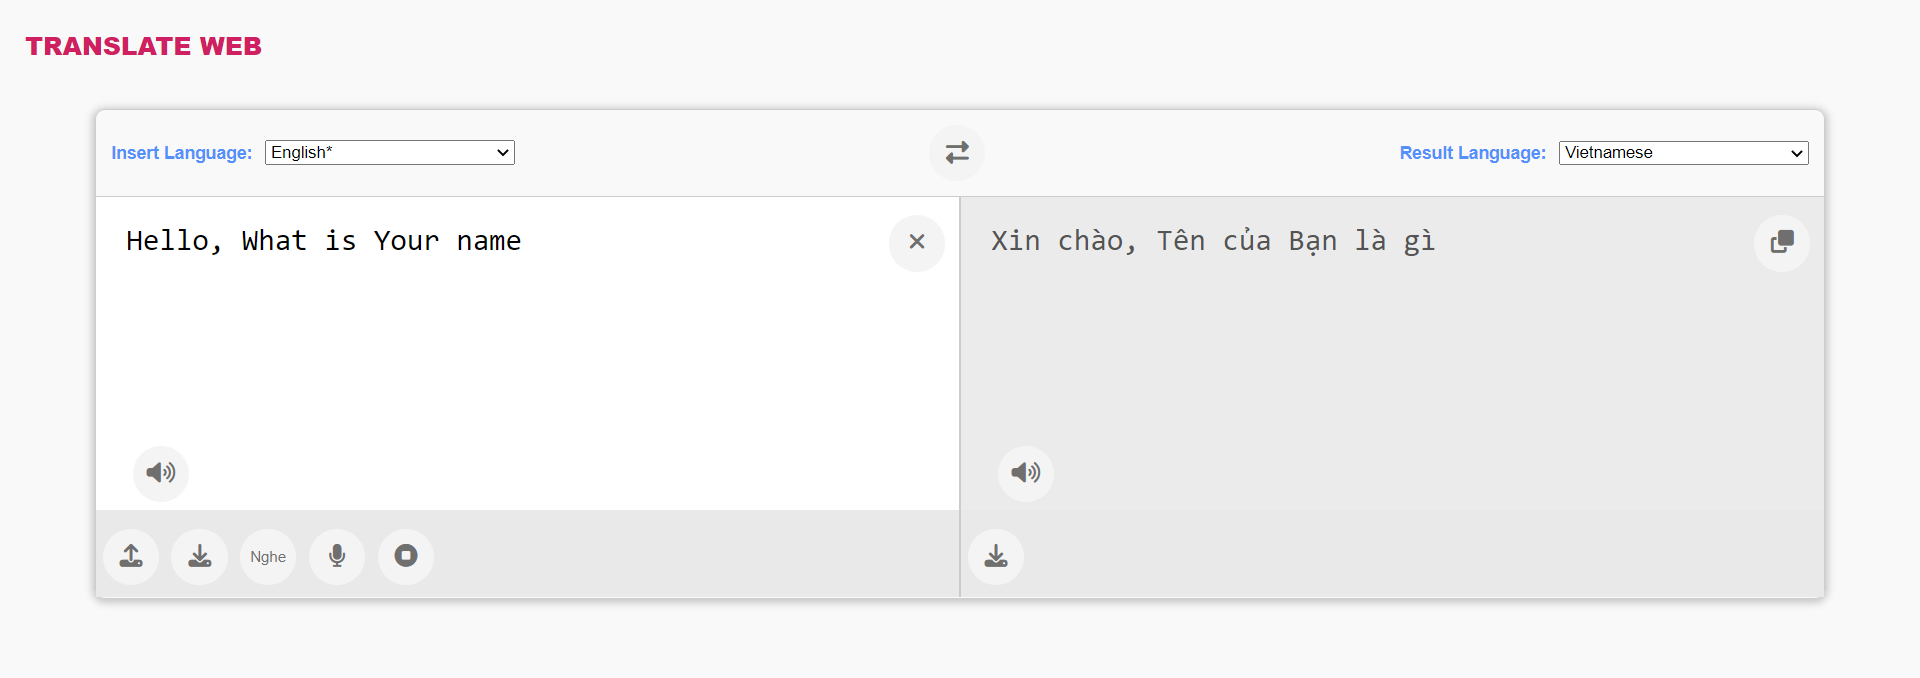 TRANSLATE WEB
Insert Language: English*
Result Language: Vietnamese
Hello, What is Your name
Xin chào, Tên của Bạn là gì
Nghe